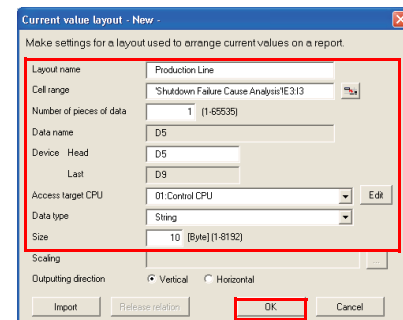 Current value layout - New -
Make settings for a layout used to arrange current values on a report.
Layout name Production Line
Cell range 'Shutdown Failure Cause Analysis'!E3:I3
Number of pieces of data 1 (1-65535)
Data name D5
Device Head D5
Last D9
Access target CPU 01:Control CPU Edit
Data type String
Size 10 [Byte] (1-8192)
Scaling ...
Outputting direction Vertical Horizontal
Import Release relation OK Cancel